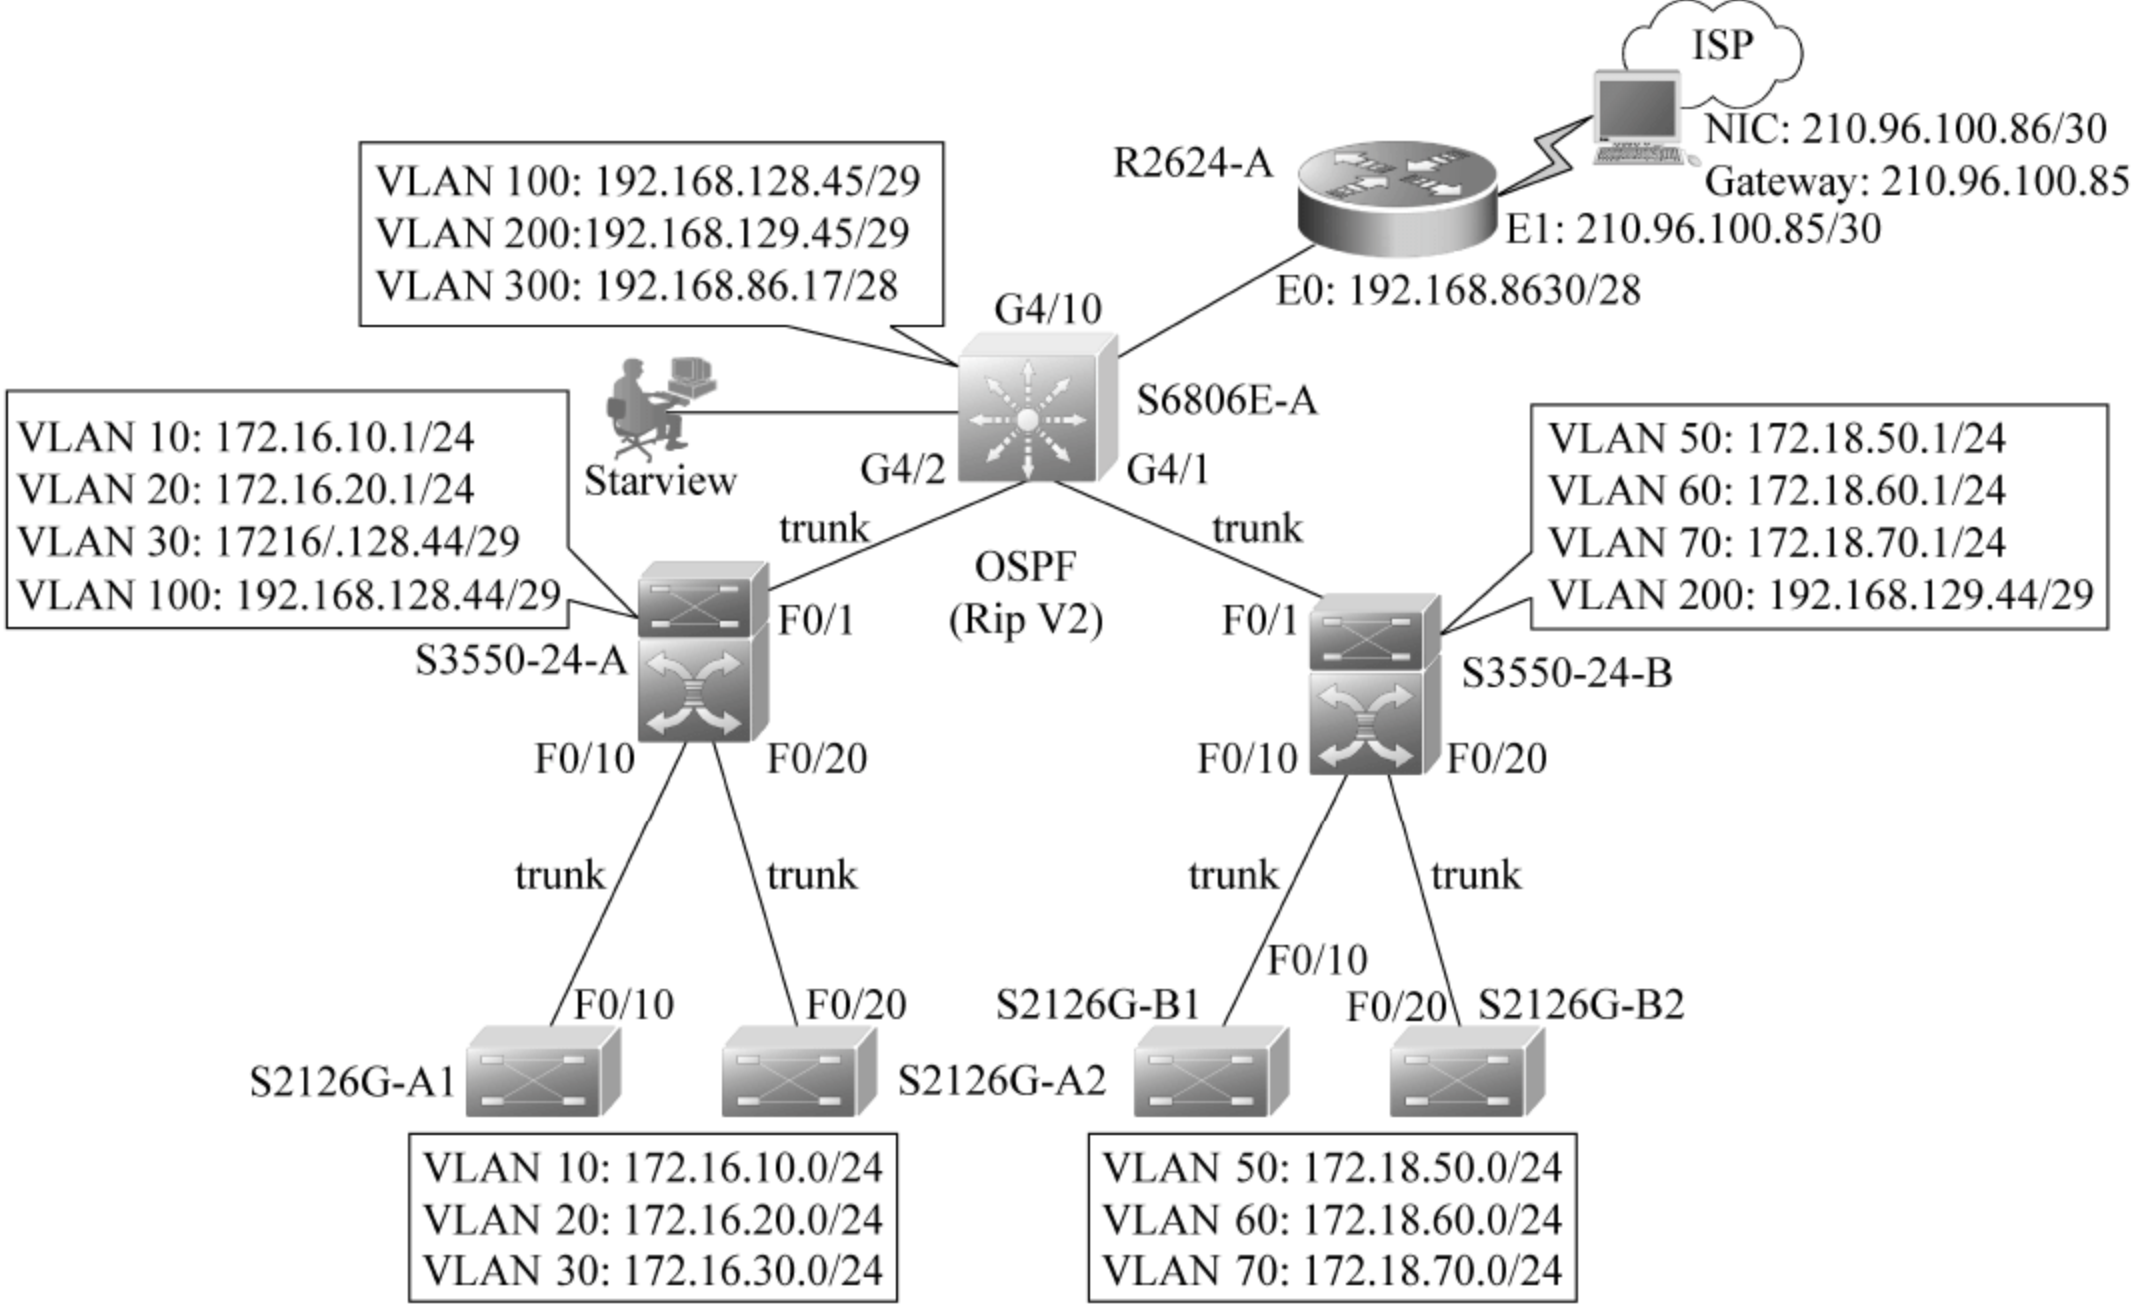 ISP
NIC: 210.96.100.86/30
Gateway: 210.96.100.85
R2624-A
E1: 210.96.100.85/30
E0: 192.168.8630/28
VLAN 100: 192.168.128.45/29
VLAN 200:192.168.129.45/29
VLAN 300: 192.168.86.17/28
G4/10
S6806E-A
Starview
G4/2
G4/1
VLAN 10: 172.16.10.1/24
VLAN 20: 172.16.20.1/24
VLAN 30: 17216/.128.44/29
VLAN 100: 192.168.128.44/29
VLAN 50: 172.18.50.1/24
VLAN 60: 172.18.60.1/24
VLAN 70: 172.18.70.1/24
VLAN 200: 192.168.129.44/29
trunk
trunk
OSPF
(Rip V2)
F0/1
F0/1
S3550-24-A
S3550-24-B
F0/10
F0/20
F0/10
F0/20
trunk
trunk
trunk
trunk
F0/10
F0/20
F0/10
F0/20
S2126G-A1
S2126G-A2
S2126G-B1
S2126G-B2
VLAN 10: 172.16.10.0/24
VLAN 20: 172.16.20.0/24
VLAN 30: 172.16.30.0/24
VLAN 50: 172.18.50.0/24
VLAN 60: 172.18.60.0/24
VLAN 70: 172.18.70.0/24